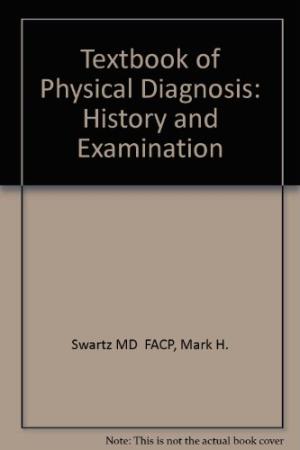 Textbook of
Physical Diagnosis:
History and
Examination
Swartz MD  FACP, Mark H.
Note: This is not the actual book cover